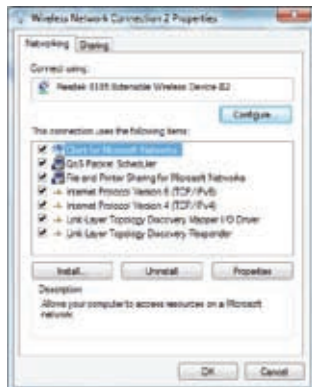 Wireless Network Connection 2 Properties
Networking Sharing
Connect using:
Extensible Wireless Device
Configure...
This connection uses the following items:
Client for Microsoft Networks
QoS Packet Scheduler
File and Printer Sharing for Microsoft Networks
Internet Protocol Version 6 (TCP/IPv6)
Internet Protocol Version 4 (TCP/IPv4)
Link-Layer Topology Discovery Mapper I/O Driver
Link-Layer Topology Discovery Responder
Install... Uninstall Properties
Description
Allows your computer to access resources on a Microsoft
network.
OK Cancel